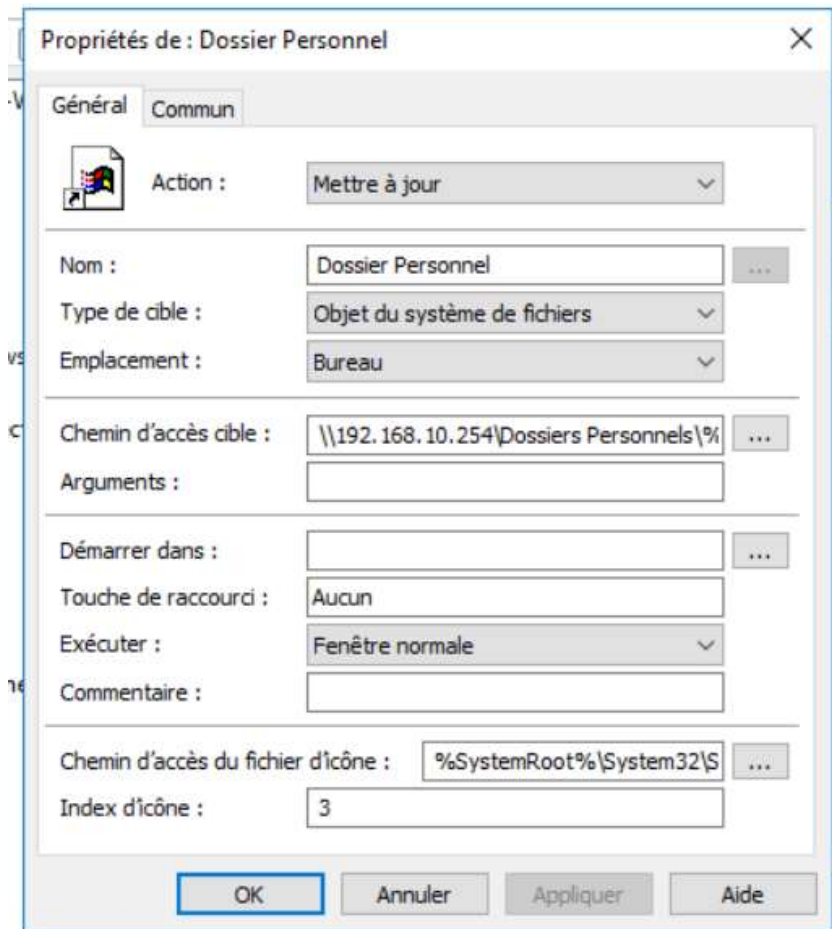 Propriétés de : Dossier Personnel
Général Commun
Action : Mettre à jour
Nom : Dossier Personnel ...
Type de cible : Objet du système de fichiers
Emplacement : Bureau
Chemin d'accès cible : \\192.168.10.254\Dossiers Personnels\% ...
Arguments :
Démarrer dans : ...
Touche de raccourci : Aucun
Exécuter : Fenêtre normale
Commentaire :
Chemin d'accès du fichier d'icône : %SystemRoot%\System32\S ...
Index d'icône : 3
OK Annuler Appliquer Aide